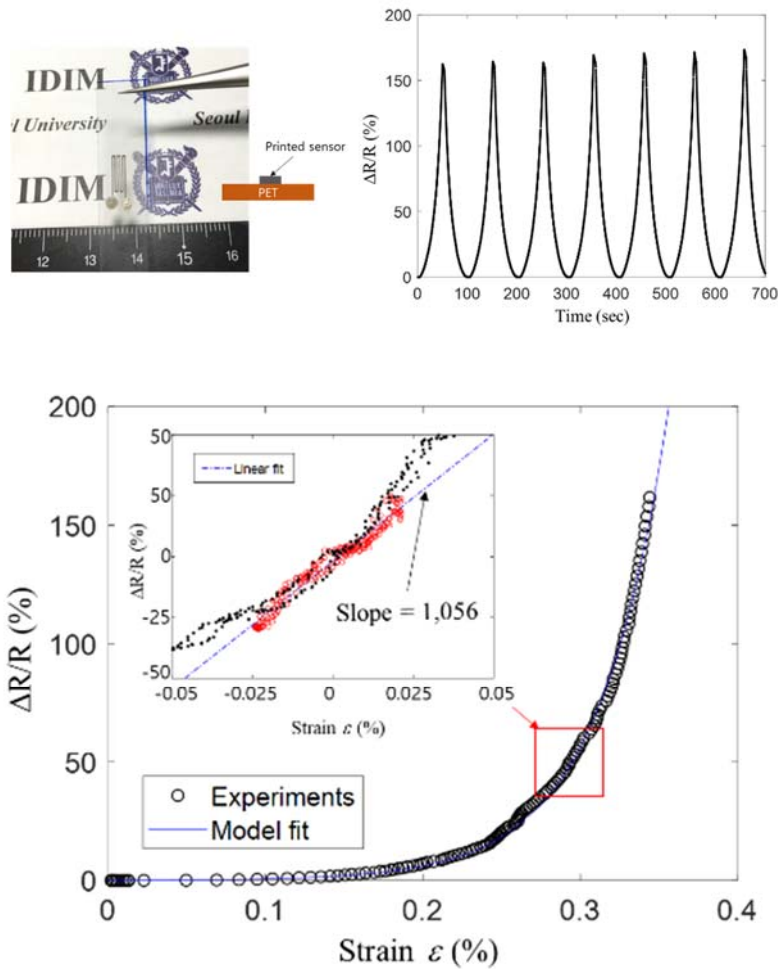 IDIM
d University
Seoul
IDIM
12 13 14 15 16
Printed sensor
PET
200
150
100
50
0
ΔR/R (%)
0 100 200 300 400 500 600 700
Time (sec)
200
150
100
50
0
ΔR/R (%)
50
50
0
-25
-50
ΔR/R (%)
Linear fit
Slope = 1,056
-0.05 -0.025 0 0.025 0.05
Strain ε (%)
Experiments
Model fit
0 0.1 0.2 0.3 0.4
Strain ε (%)